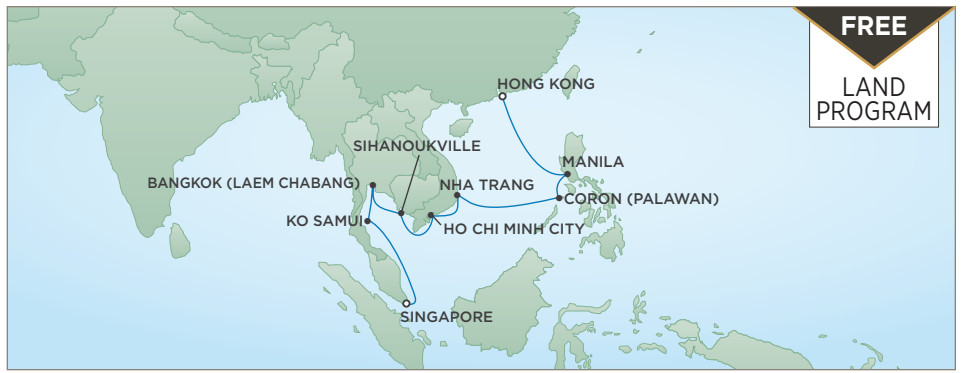 FREE
LAND
PROGRAM
HONG KONG
SIHANOUKVILLE
MANILA
BANGKOK (LAEM CHABANG)
NHA TRANG
CORON (PALAWAN)
KO SAMUI
HO CHI MINH CITY
SINGAPORE